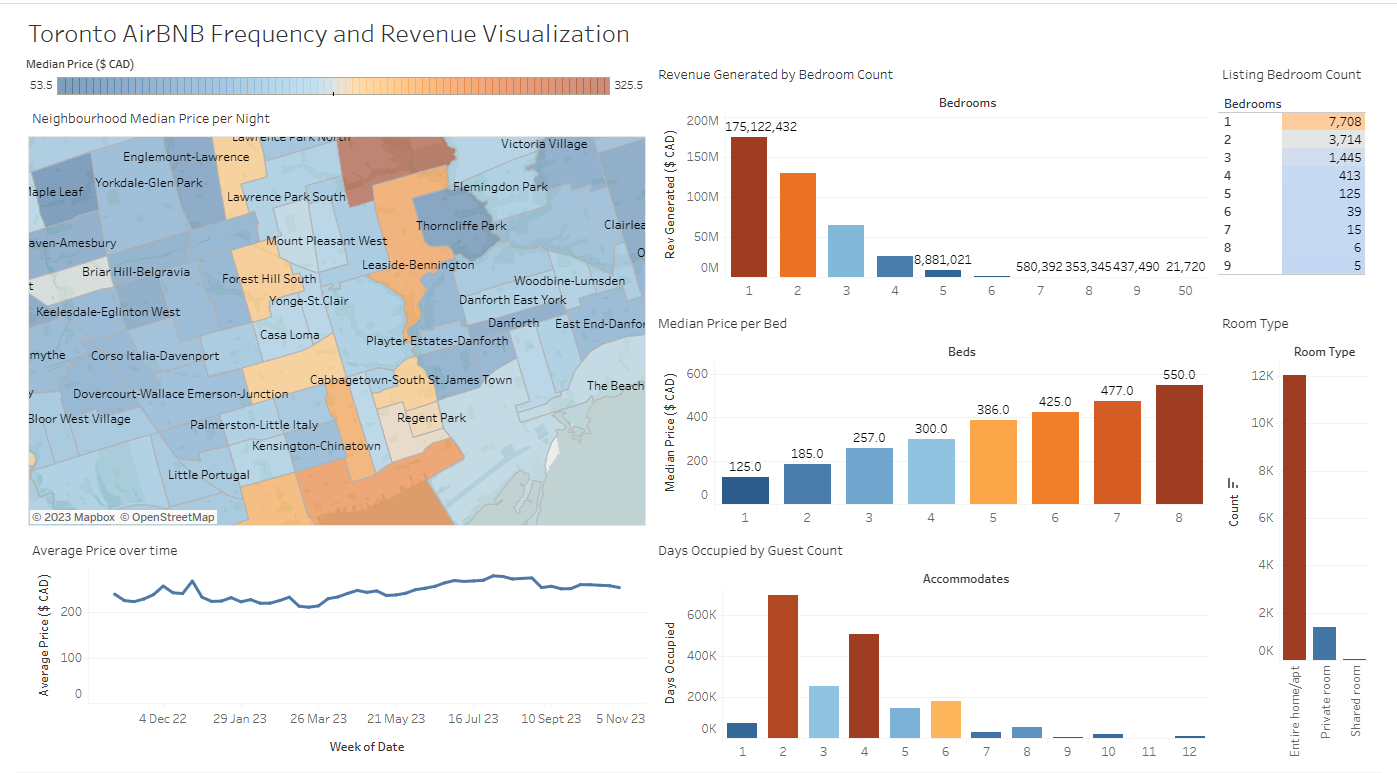 Toronto AirBNB Frequency and Revenue Visualization
Median Price ($ CAD)
53.5 325.5
Neighbourhood Median Price per Night
Lawrence Park North
Englemount-Lawrence
Victoria Village
Yorkdale-Glen Park
Maple Leaf
Flemingdon Park
Lawrence Park South
Thorncliffe Park
Clairlea
aven-Amesbury
Mount Pleasant West
O
Briar Hill-Belgravia
Leaside-Bennington
Forest Hill South
Woodbine-Lumsden
t
Yonge-St.Clair
Danforth East York
Keelesdale-Eglinton West
Danforth
East End-Danfor
Casa Loma
Playter Estates-Danforth
mythe
Corso Italia-Davenport
Cabbagetown-South St.James Town
The Beach
y
Dovercourt-Wallace Emerson-Junction
Bloor West Village
Regent Park
Palmerston-Little Italy
Kensington-Chinatown
Little Portugal
© 2023 Mapbox © OpenStreetMap
Average Price over time
Average Price ($ CAD)
200
100
0
4 Dec 22 29 Jan 23 26 Mar 23 21 May 23 16 Jul 23 10 Sept 23 5 Nov 23
Week of Date
Revenue Generated by Bedroom Count
Bedrooms
Rev Generated ($ CAD)
200M
150M
100M
50M
0M
175,122,432
8,881,021
580,392 353,345 437,490 21,720
1 2 3 4 5 6 7 8 9 50
Median Price per Bed
Beds
Median Price ($ CAD)
600
400
200
0
125.0 185.0 257.0 300.0 386.0 425.0 477.0 550.0
1 2 3 4 5 6 7 8
Days Occupied by Guest Count
Accommodates
Days Occupied
600K
400K
200K
0K
1 2 3 4 5 6 7 8 9 10 11 12
Listing Bedroom Count
Bedrooms
1 7,708
2 3,714
3 1,445
4 413
5 125
6 39
7 15
8 6
9 5
Room Type
Room Type
Count
12K
10K
8K
6K
4K
2K
0K
Entire home/apt
Private room
Shared room